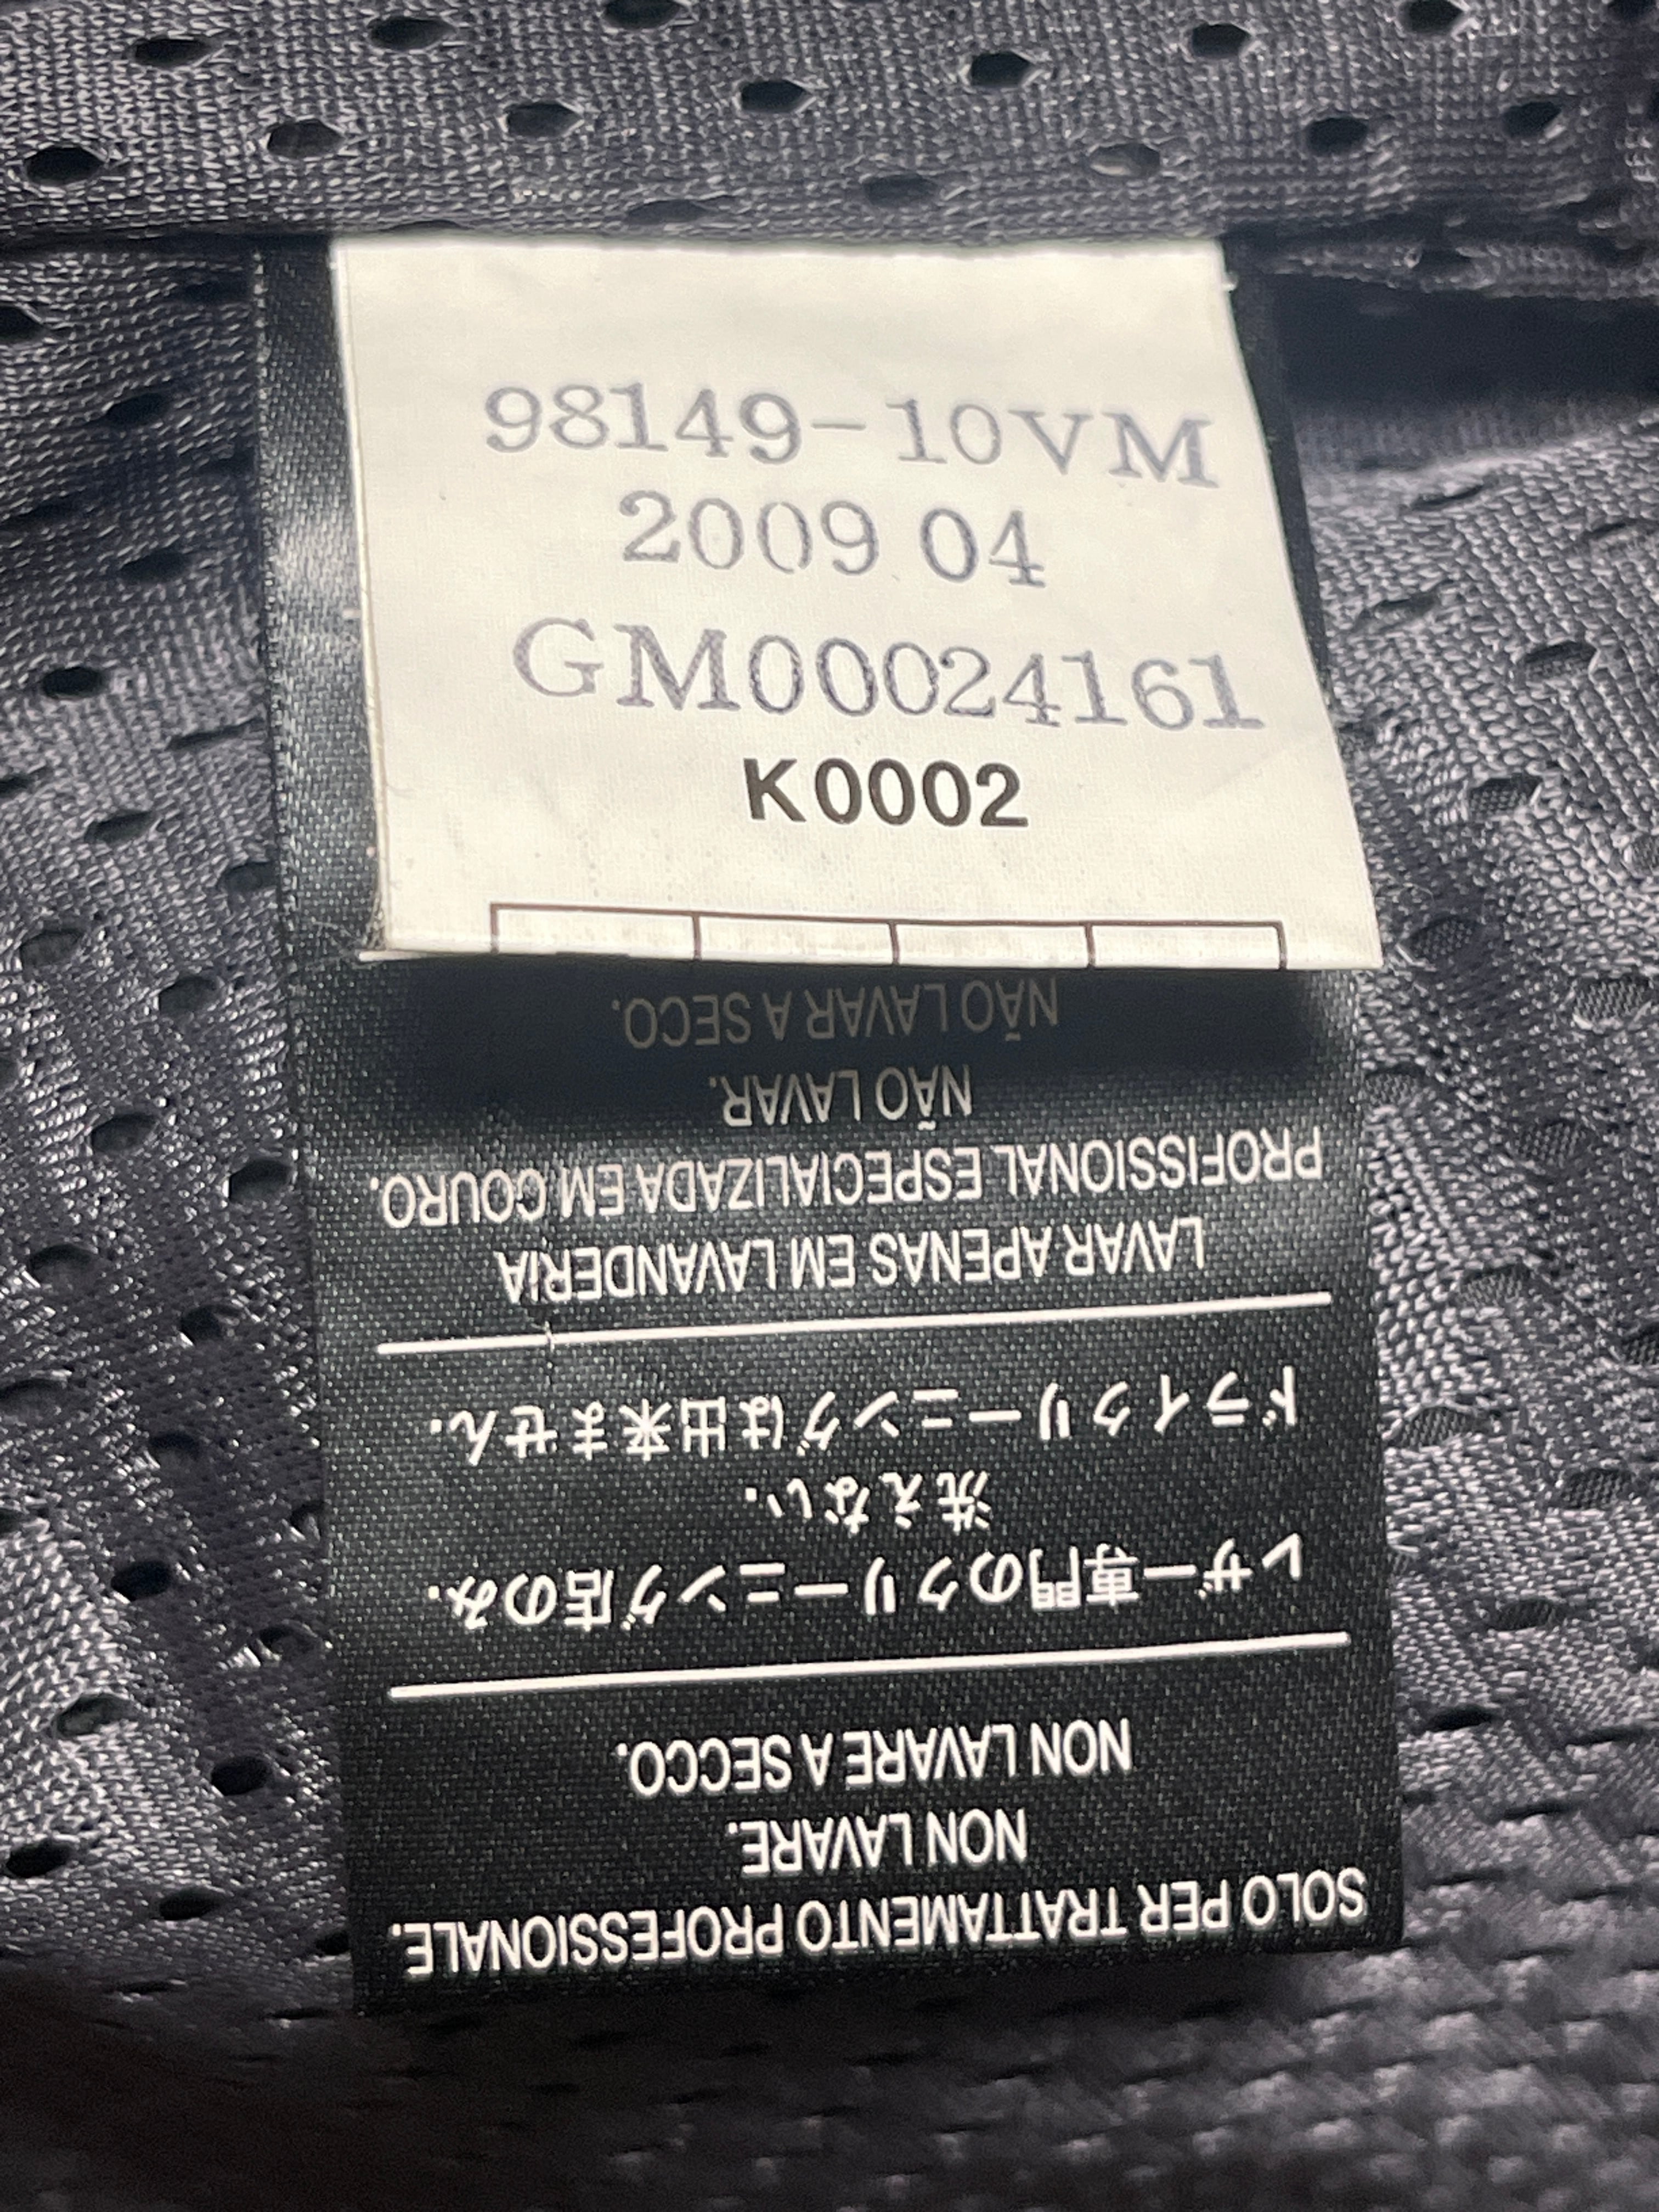 98149-10VM
2009 04
GM00024161
K0002
SOLO PER TRATTAMENTO PROFESSIONALE.
NON LAVARE.
NON LAVARE A SECCO.
レザー専門のクリーニング店のみ.
洗えない.
ドライクリーニングは出来ません.
LAVAR APENAS EM LAVANDERIA
PROFISSIONAL ESPECIALIZADA EM COURO.
NÃO LAVAR.
NÃO LAVAR A SECO.